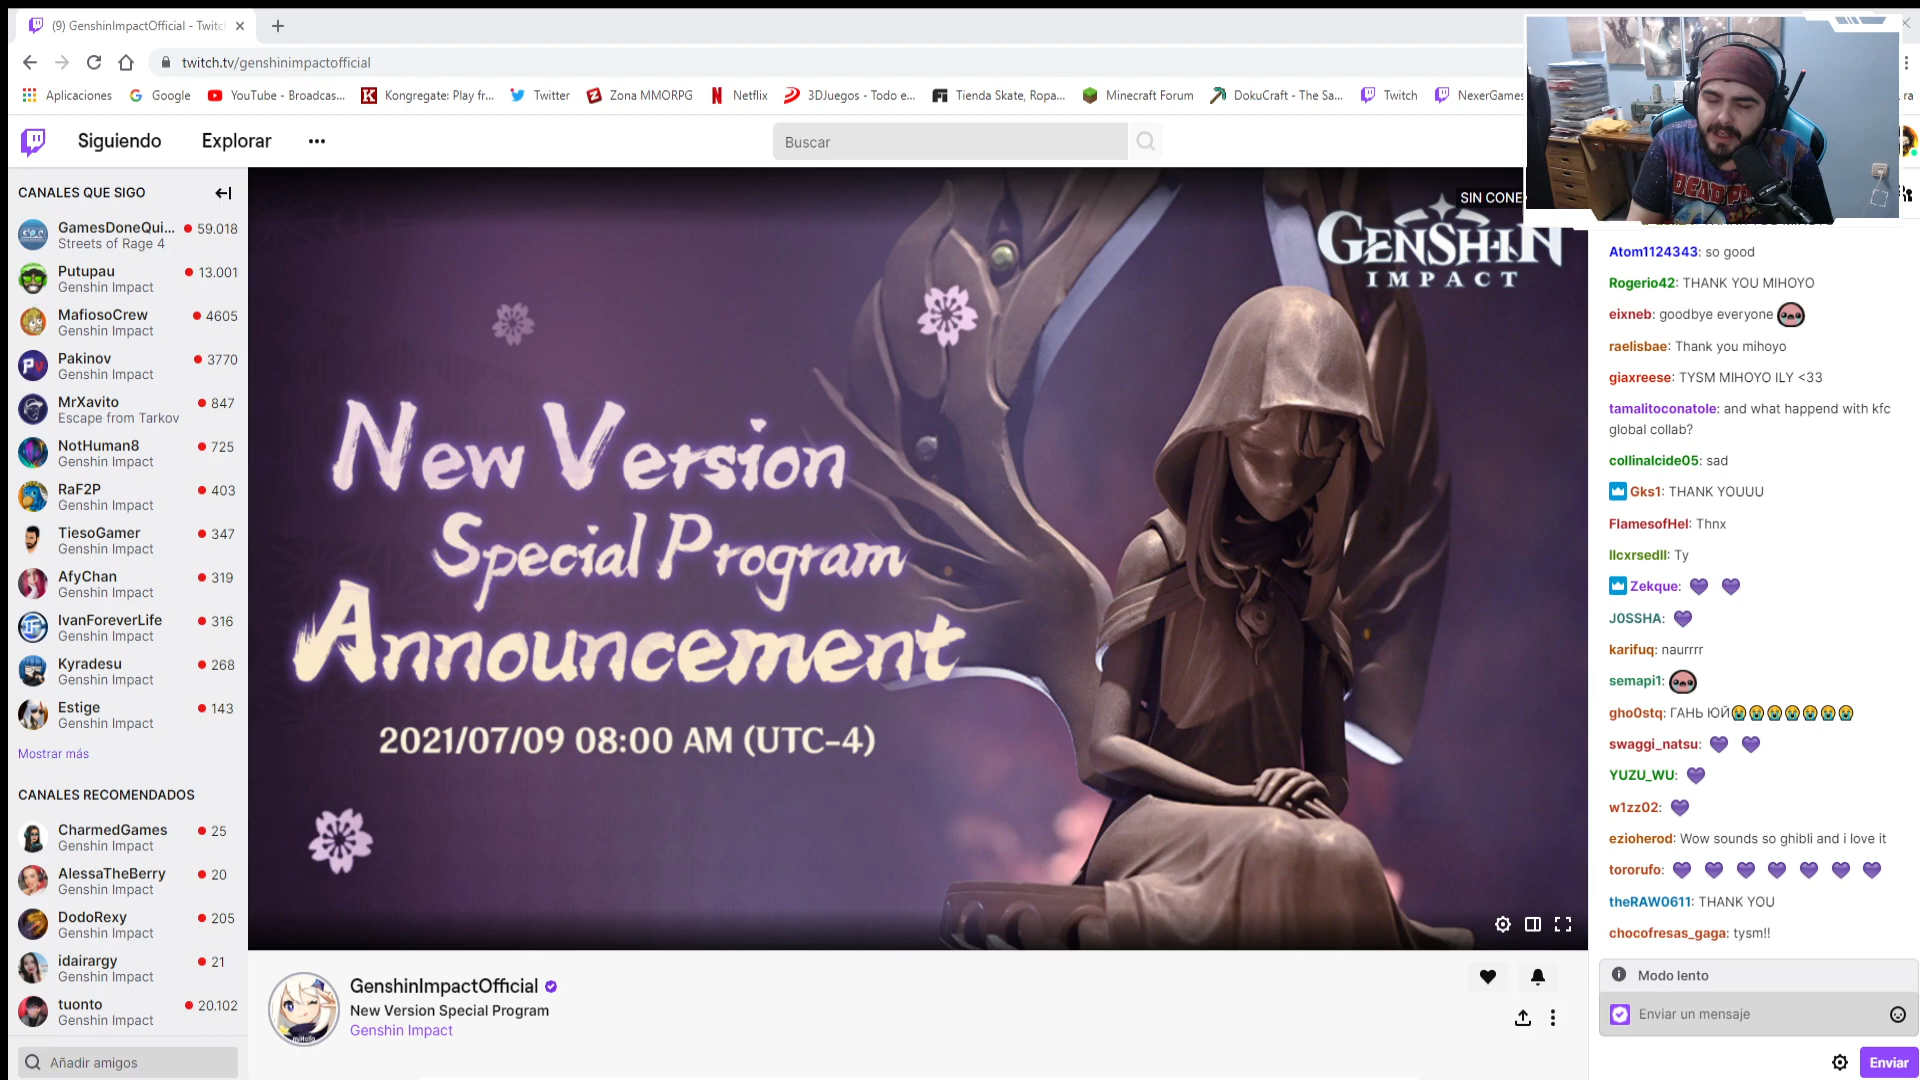 (9) GenshinImpactOfficial - Twitc
twitch.tv/genshinimpactofficial
Aplicaciones Google YouTube - Broadcas... Kongregate: Play fr... Twitter Zona MMORPG Netflix 3DJuegos - Todo e... Tienda Skate, Ropa... Minecraft Forum DokuCraft - The Sa... Twitch NexerGames
Siguiendo Explorar
Buscar
CANALES QUE SIGO
GamesDoneQui... 59.018
Streets of Rage 4
Putupau 13.001
Genshin Impact
MafiosoCrew 4605
Genshin Impact
Pakinov 3770
Genshin Impact
MrXavito 847
Escape from Tarkov
NotHuman8 725
Genshin Impact
RaF2P 403
Genshin Impact
TiesoGamer 347
Genshin Impact
AfyChan 319
Genshin Impact
IvanForeverLife 316
Genshin Impact
Kyradesu 268
Genshin Impact
Estige 143
Genshin Impact
Mostrar más
CANALES RECOMENDADOS
CharmedGames 25
Genshin Impact
AlessaTheBerry 20
Genshin Impact
DodoRexy 205
Genshin Impact
idairargy 21
Genshin Impact
tuonto 20.102
Genshin Impact
Añadir amigos
SIN CONE
GENSHIN
IMPACT
New Version
Special Program
Announcement
2021/07/09 08:00 AM (UTC-4)
GenshinImpactOfficial
New Version Special Program
Genshin Impact
DEADP
Atom1124343: so good
Rogerio42: THANK YOU MIHOYO
eixneb: goodbye everyone
raelisbae: Thank you mihoyo
giaxreese: TYSM MIHOYO ILY <33
tamalitoconatole: and what happend with kfc
global collab?
collinalcide05: sad
Gks1: THANK YOUUU
FlamesofHel: Thnx
llcxrsedll: Ty
Zekque: 💜 💜
J0SSHA: 💜
karifuq: naurrrr
semapi1:
gho0stq: ГАНЬ ЮЙ😭😭😭😭😭😭😭
swaggi_natsu: 💜 💜
YUZU_WU: 💜
w1zz02: 💜
ezioherod: Wow sounds so ghibli and i love it
tororufo: 💜 💜 💜 💜 💜 💜 💜
theRAW0611: THANK YOU
chocofresas_gaga: tysm!!
Modo lento
Enviar un mensaje
Enviar